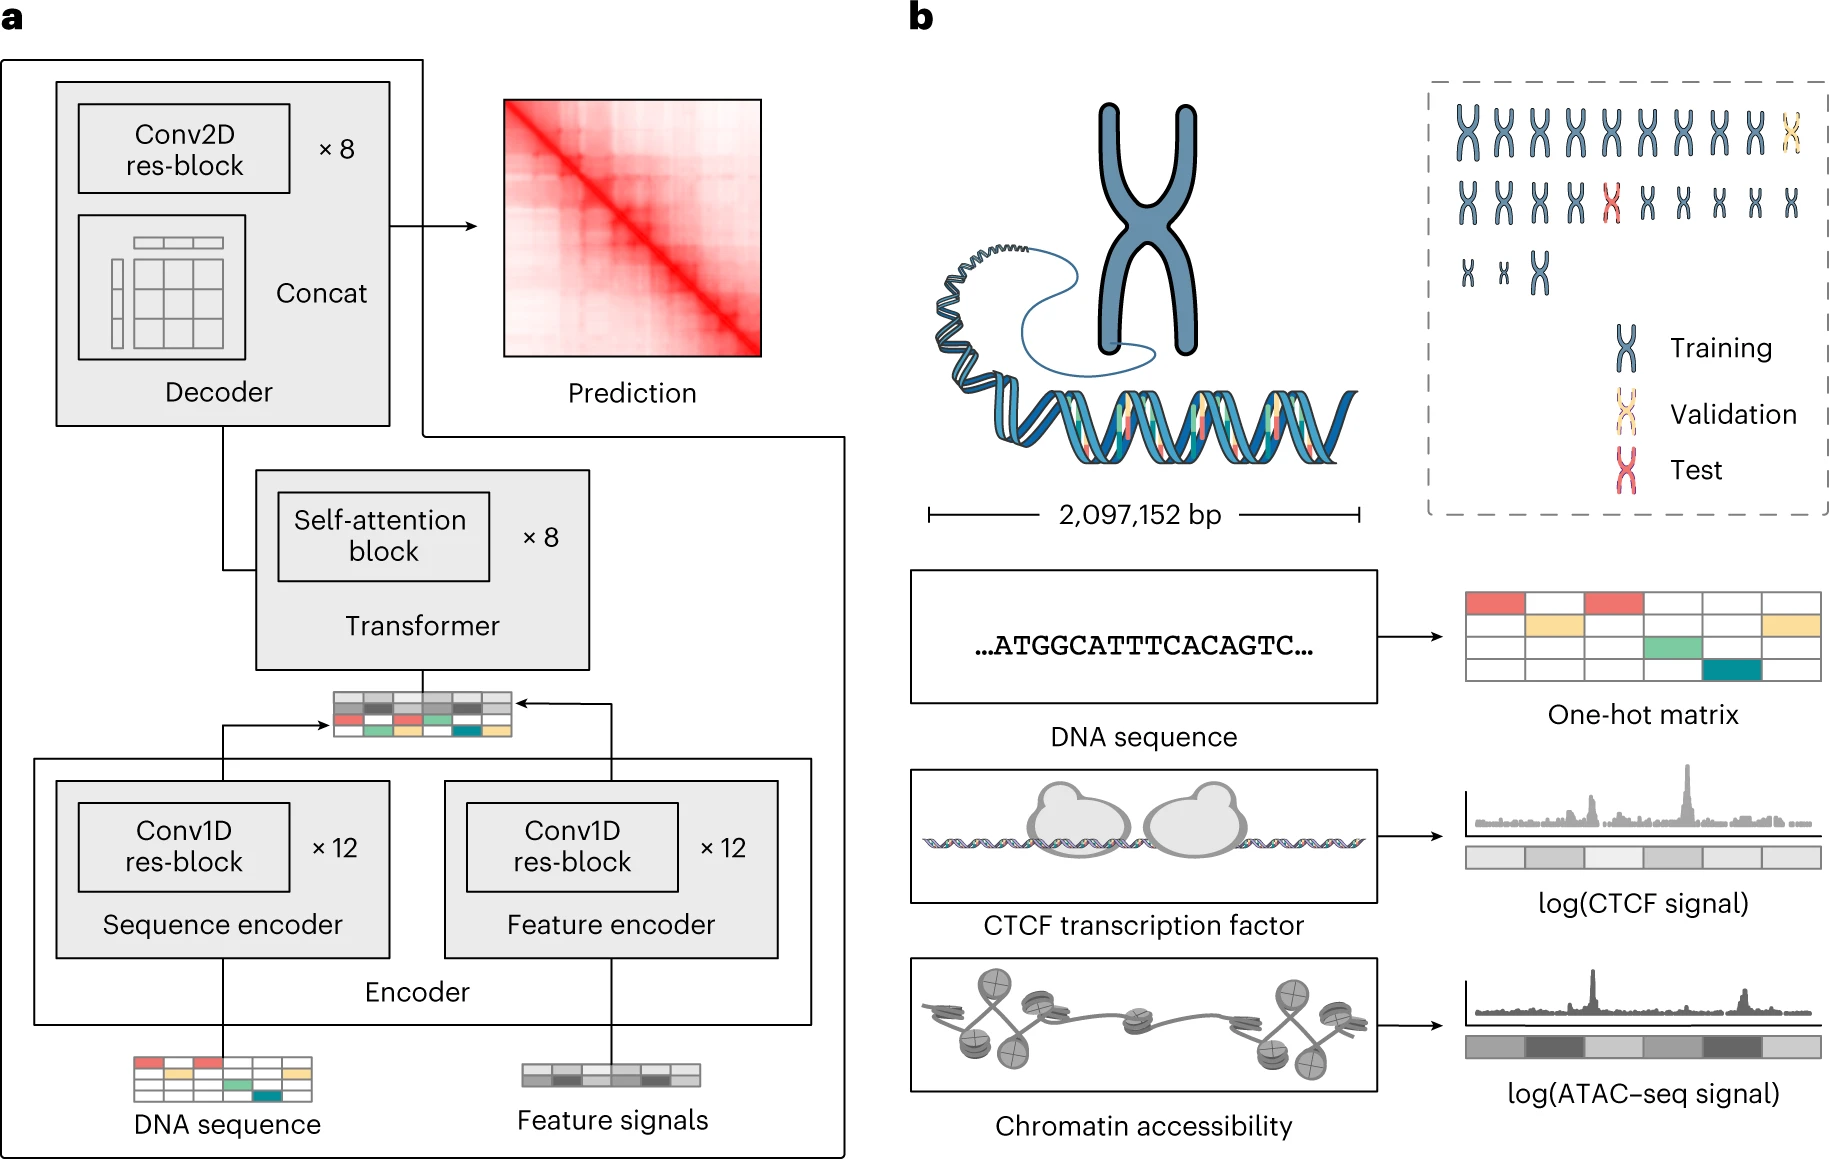 a
Conv2D
res-block
× 8
Concat
Decoder
Prediction
Self-attention
block
× 8
Transformer
Conv1D
res-block
× 12
Sequence encoder
Conv1D
res-block
× 12
Feature encoder
Encoder
DNA sequence
Feature signals
b
Training
Validation
Test
2,097,152 bp
...ATGGCATTTCACAGTC...
DNA sequence
One-hot matrix
CTCF transcription factor
log(CTCF signal)
Chromatin accessibility
log(ATAC–seq signal)